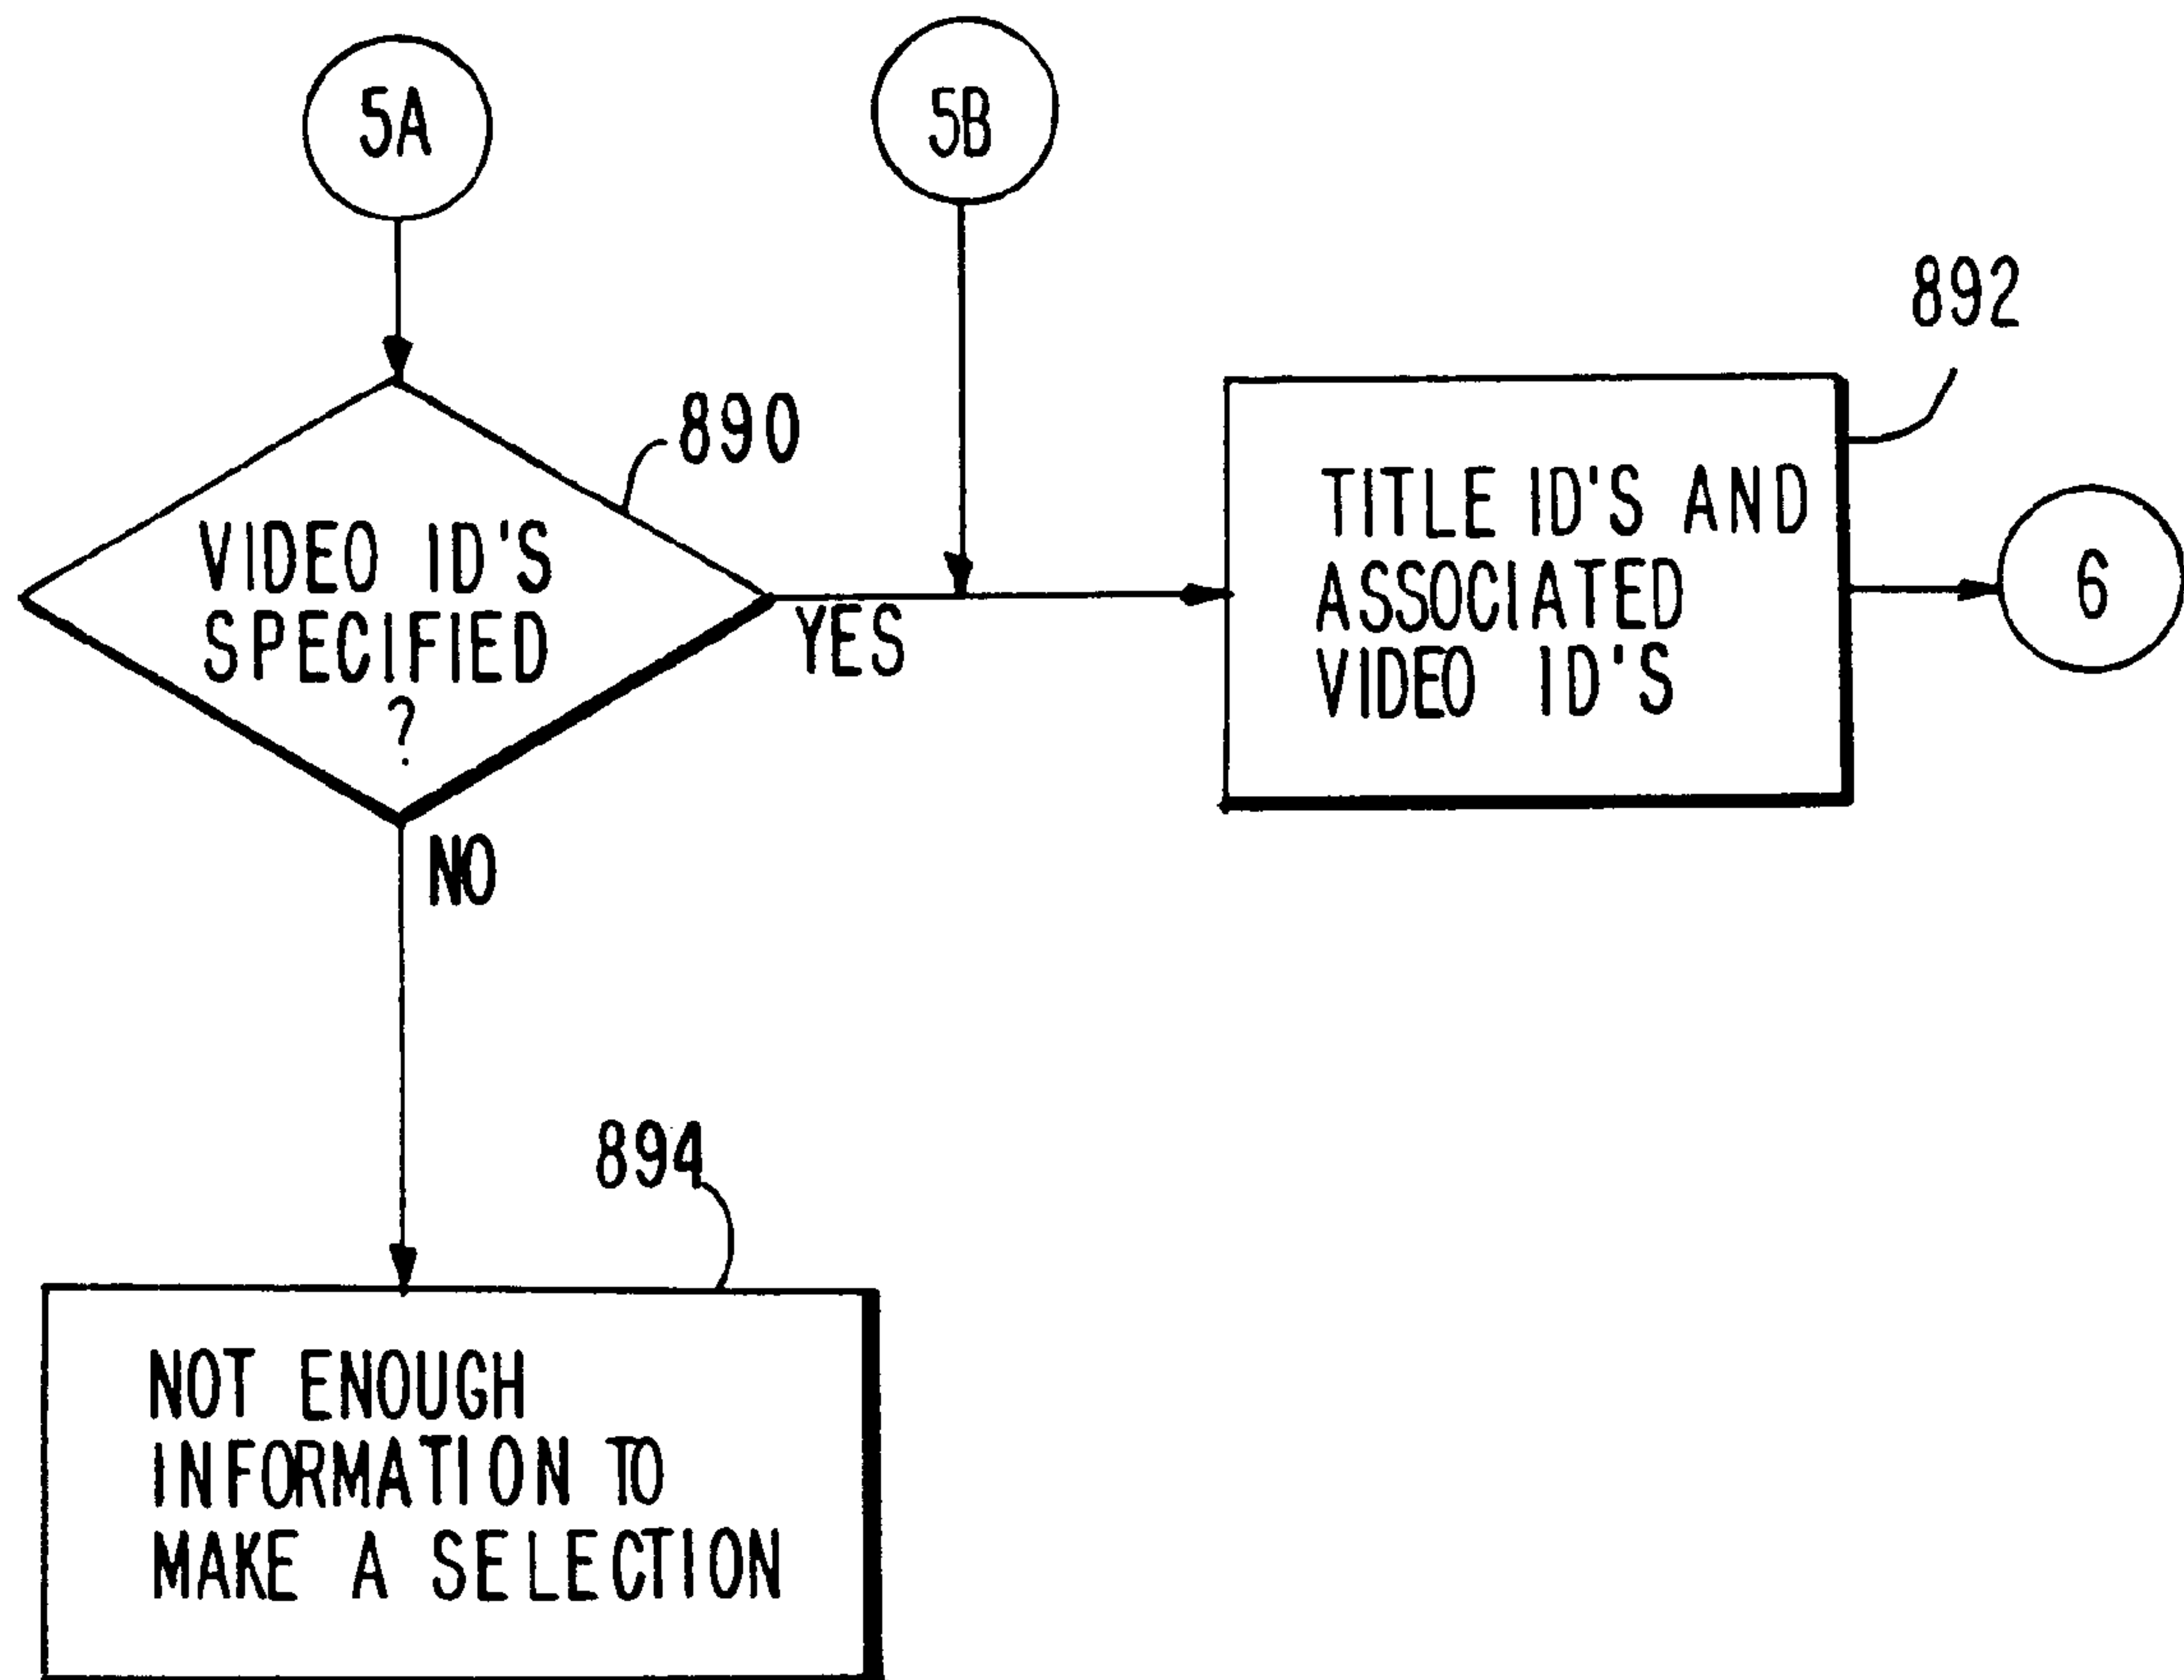 5A
5B
892
890
VIDEO ID'S
SPECIFIED
?
YES
TITLE ID'S AND
ASSOCIATED
VIDEO ID'S
6
NO
894
NOT ENOUGH
INFORMATION TO
MAKE A SELECTION